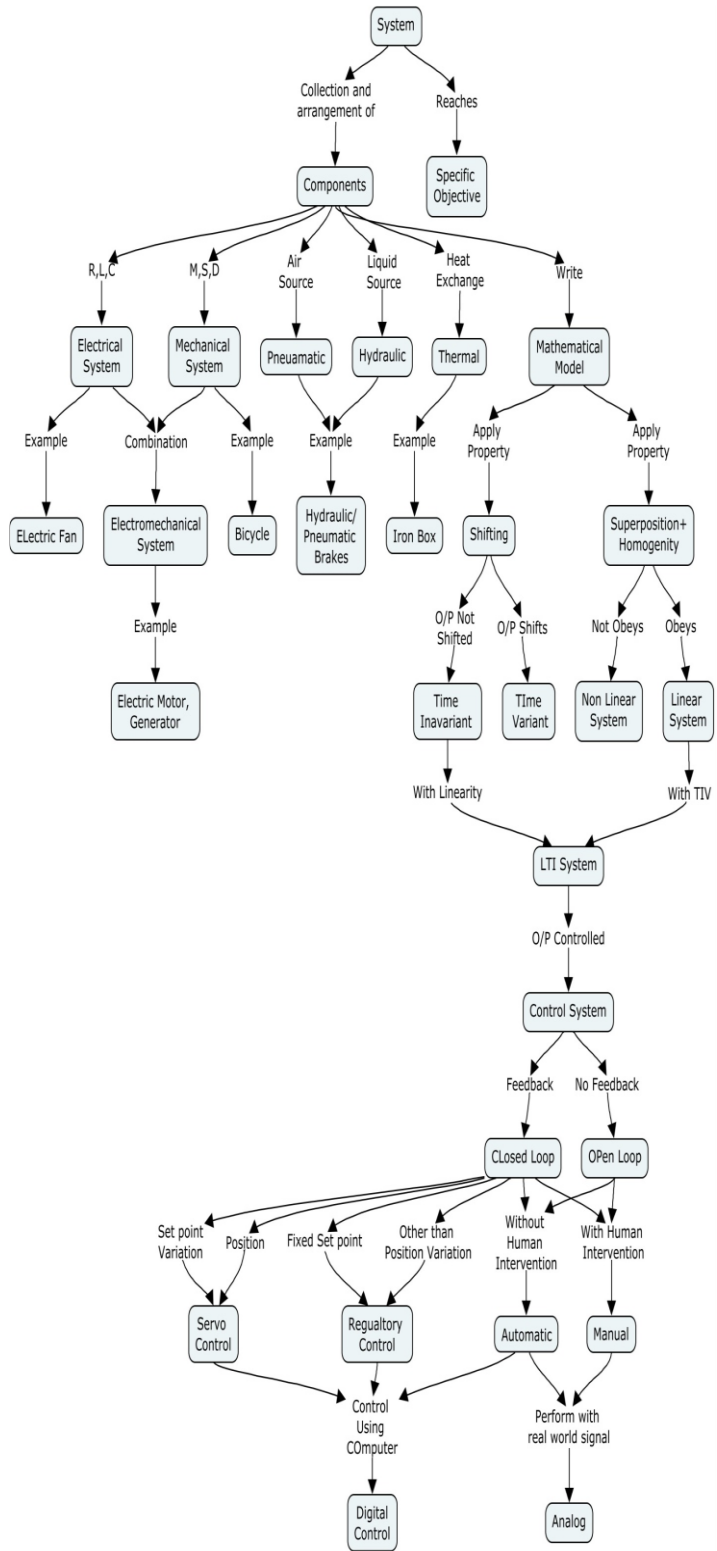 System
Collection and
arrangement of
Reaches
Components
Specific
Objective
R,L,C
M,S,D
Air
Source
Liquid
Source
Heat
Exchange
Write
Electrical
System
Mechanical
System
Pneuamatic
Hydraulic
Thermal
Mathematical
Model
Example
Combination
Example
Example
Example
Apply
Property
Apply
Property
ELectric Fan
Electromechanical
System
Bicycle
Hydraulic/
Pneumatic
Brakes
Iron Box
Shifting
Superposition+
Homogenity
Example
O/P Not
Shifted
O/P Shifts
Not Obeys
Obeys
Electric Motor,
Generator
Time
Inavariant
TIme
Variant
Non Linear
System
Linear
System
With Linearity
With TIV
LTI System
O/P Controlled
Control System
Feedback
No Feedback
CLosed Loop
OPen Loop
Set point
Variation
Position
Fixed Set point
Other than
Position Variation
Without
Human
Intervention
With Human
Intervention
Servo
Control
Regualtory
Control
Automatic
Manual
Control
Using
COmputer
Perform with
real world signal
Digital
Control
Analog